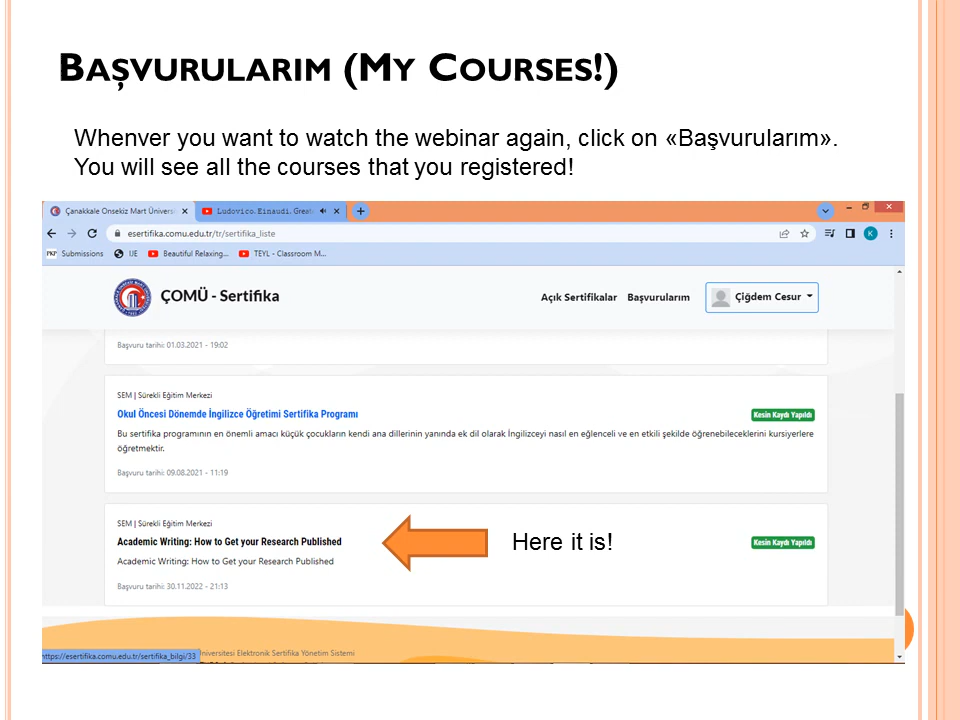 BAŞVURULARIM (MY COURSES!)
Whenver you want to watch the webinar again, click on «Başvurularım».
You will see all the courses that you registered!
Çanakkale Onsekiz Mart Üniversi
Ludovico.Einaudi.Grea
esertifika.comu.edu.tr/tr/sertifika_liste
K
Submissions
UE
Beautiful Relaxing...
TEYL - Classroom M...
ÇOMÜ - Sertifika
Açık Sertifikalar
Başvurularım
Çiğdem Cesur
Başvuru tarihi: 01.03.2021 - 19:02
SEM | Sürekli Eğitim Merkezi
Okul Öncesi Dönemde İngilizce Öğretimi Sertifika Programı
Kesin Kaydı Yapıldı
Bu sertifika programının en önemli amacı küçük çocukların kendi ana dillerinin yanında ek dil olarak İngilizceyi nasıl en eğlenceli ve en etkili şekilde öğrenebileceklerini kursiyerlere
öğretmektir.
Başvuru tarihi: 09.08.2021 - 11:19
SEM | Sürekli Eğitim Merkezi
Academic Writing: How to Get your Research Published
Here it is!
Kesin Kaydı Yapıldı
Academic Writing: How to Get your Research Published
Başvuru tarihi: 30.11.2022 - 21:13
niversitesi Elektronik Sertifika Yönetim Sistemi
https://esertifika.comu.edu.tr/sertifika_bilgi/33